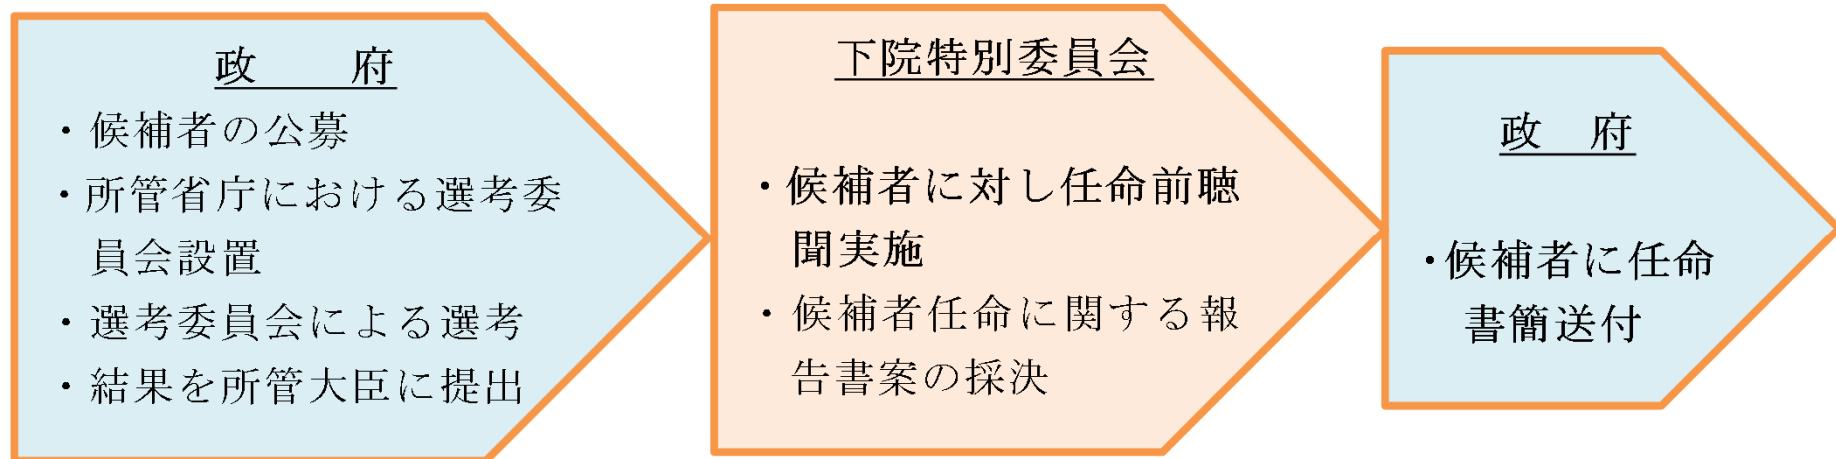 政　　府
・候補者の公募
・所管省庁における選考委
員会設置
・選考委員会による選考
・結果を所管大臣に提出
下院特別委員会
・候補者に対し任命前聴
聞実施
・候補者任命に関する報
告書案の採決
政　府
・候補者に任命
書簡送付